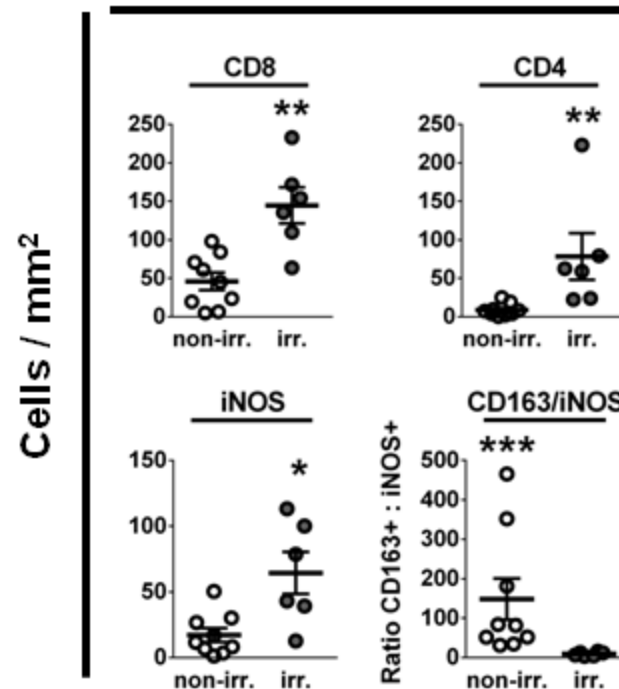 Cells / mm²
CD8
**
250
200
150
100
50
0
non-irr. irr.
CD4
**
250
200
150
100
50
0
non-irr. irr.
iNOS
*
150
100
50
0
non-irr. irr.
CD163/iNOS
***
Ratio CD163+ : iNOS+
500
400
300
200
100
0
non-irr. irr.